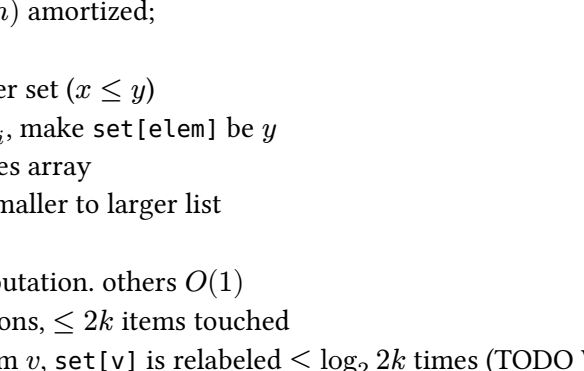 ) amortized;
er set (x ≤ y)
, make set[elem] be y
es array
maller to larger list
putation. others O(1)
ons, ≤ 2k items touched
m v, set[v] is relabeled ≤ log₂ 2k times (TODO